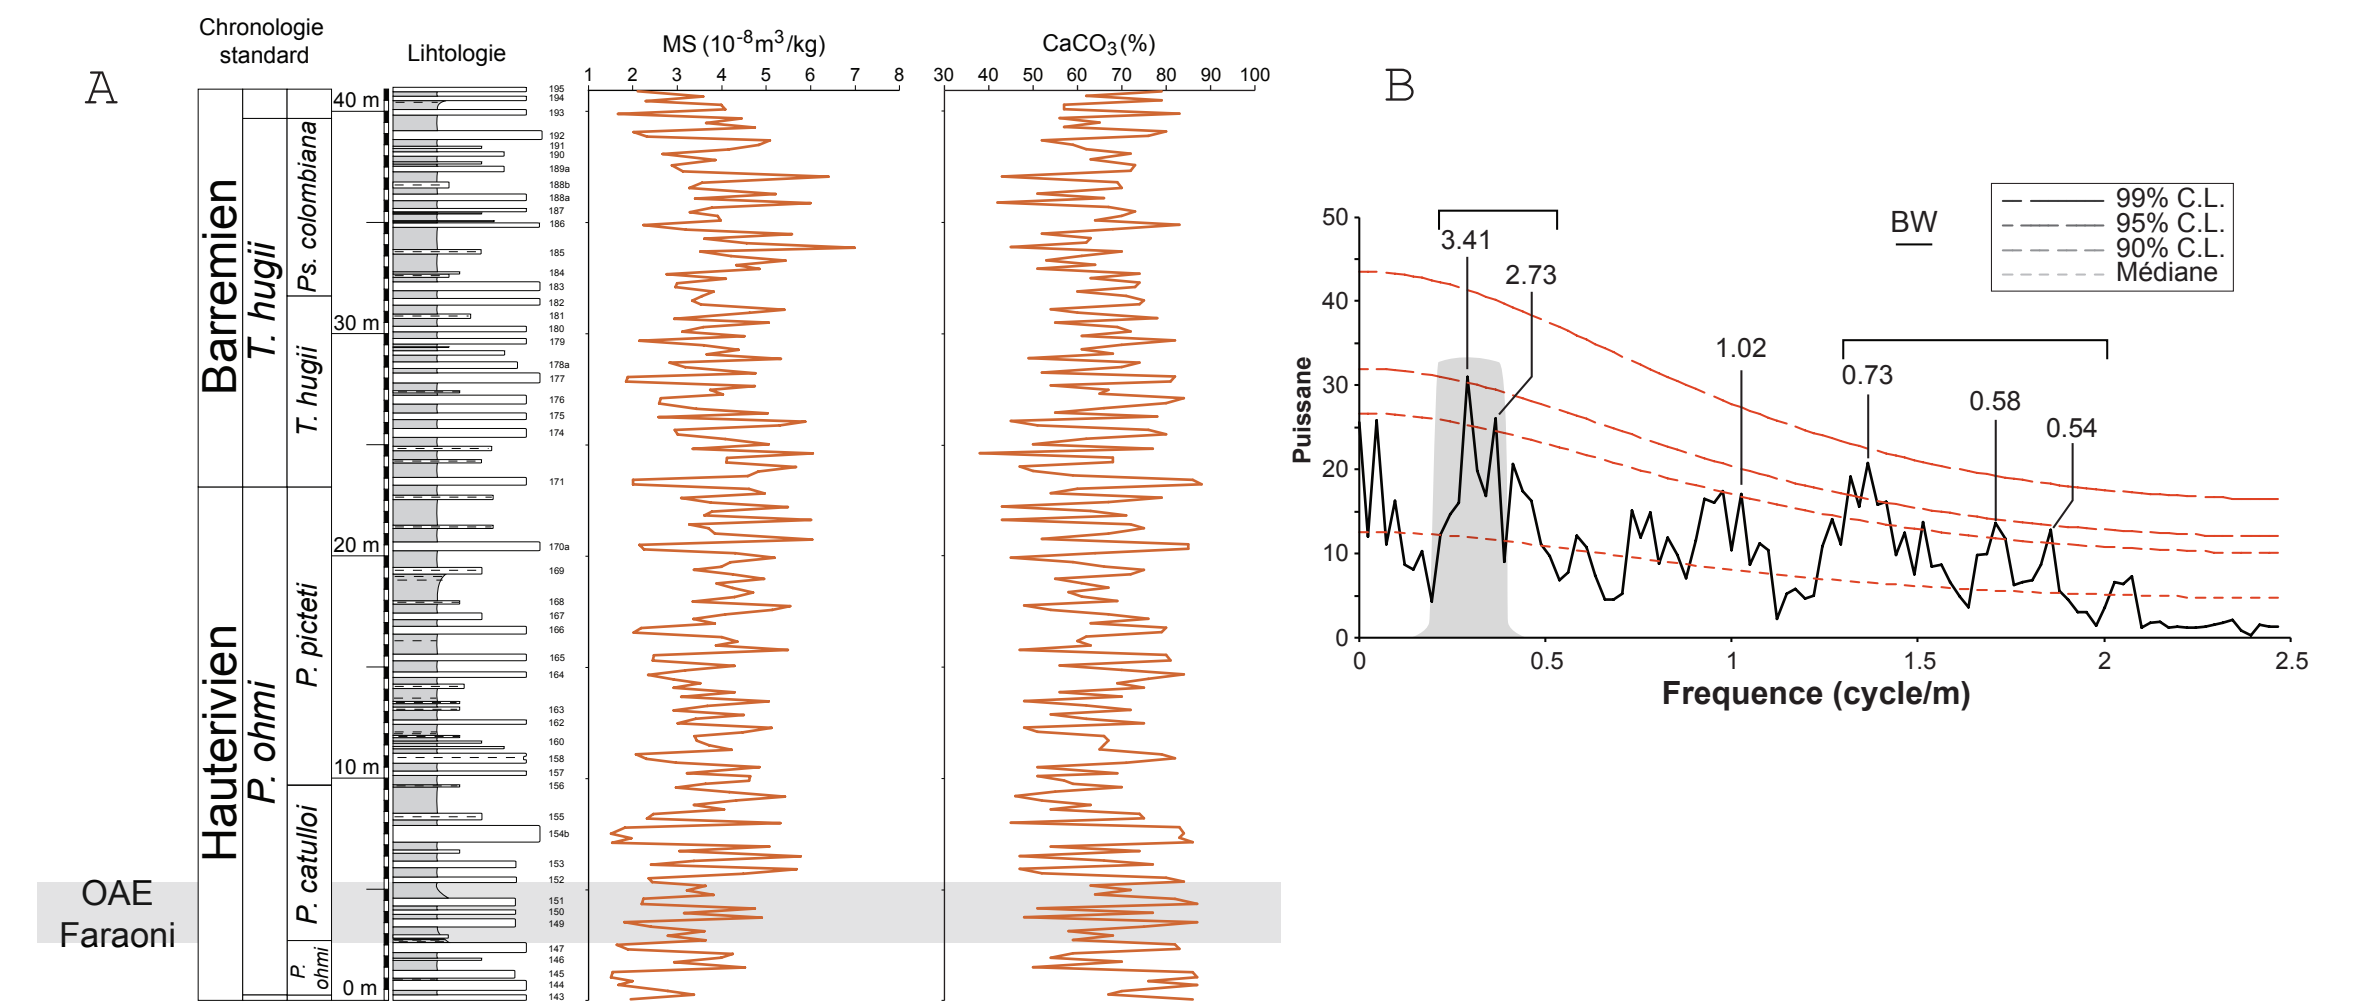 A
Chronologie
standard
Lihtologie
MS (10-8m3/kg)
CaCO3(%)
1 2 3 4 5 6 7 8
30 40 50 60 70 80 90 100
Barremien
Hauterivien
T. hugii
P. ohmi
Ps. colombiana
T. hugii
P. picteti
P. catulloi
P.
ohmi
40 m
30 m
20 m
10 m
0 m
195
194
193
192
191
190
189a
188b
188a
187
186
185
184
183
182
181
180
179
178a
177
176
175
174
171
170a
169
168
167
166
165
164
163
162
160
158
157
156
155
154b
153
152
151
150
149
147
146
145
144
143
OAE
Faraoni
B
BW
99% C.L.
95% C.L.
90% C.L.
Médiane
3.41
2.73
1.02
0.73
0.58
0.54
Puissane
50
40
30
20
10
0
0 0.5 1 1.5 2 2.5
Frequence (cycle/m)